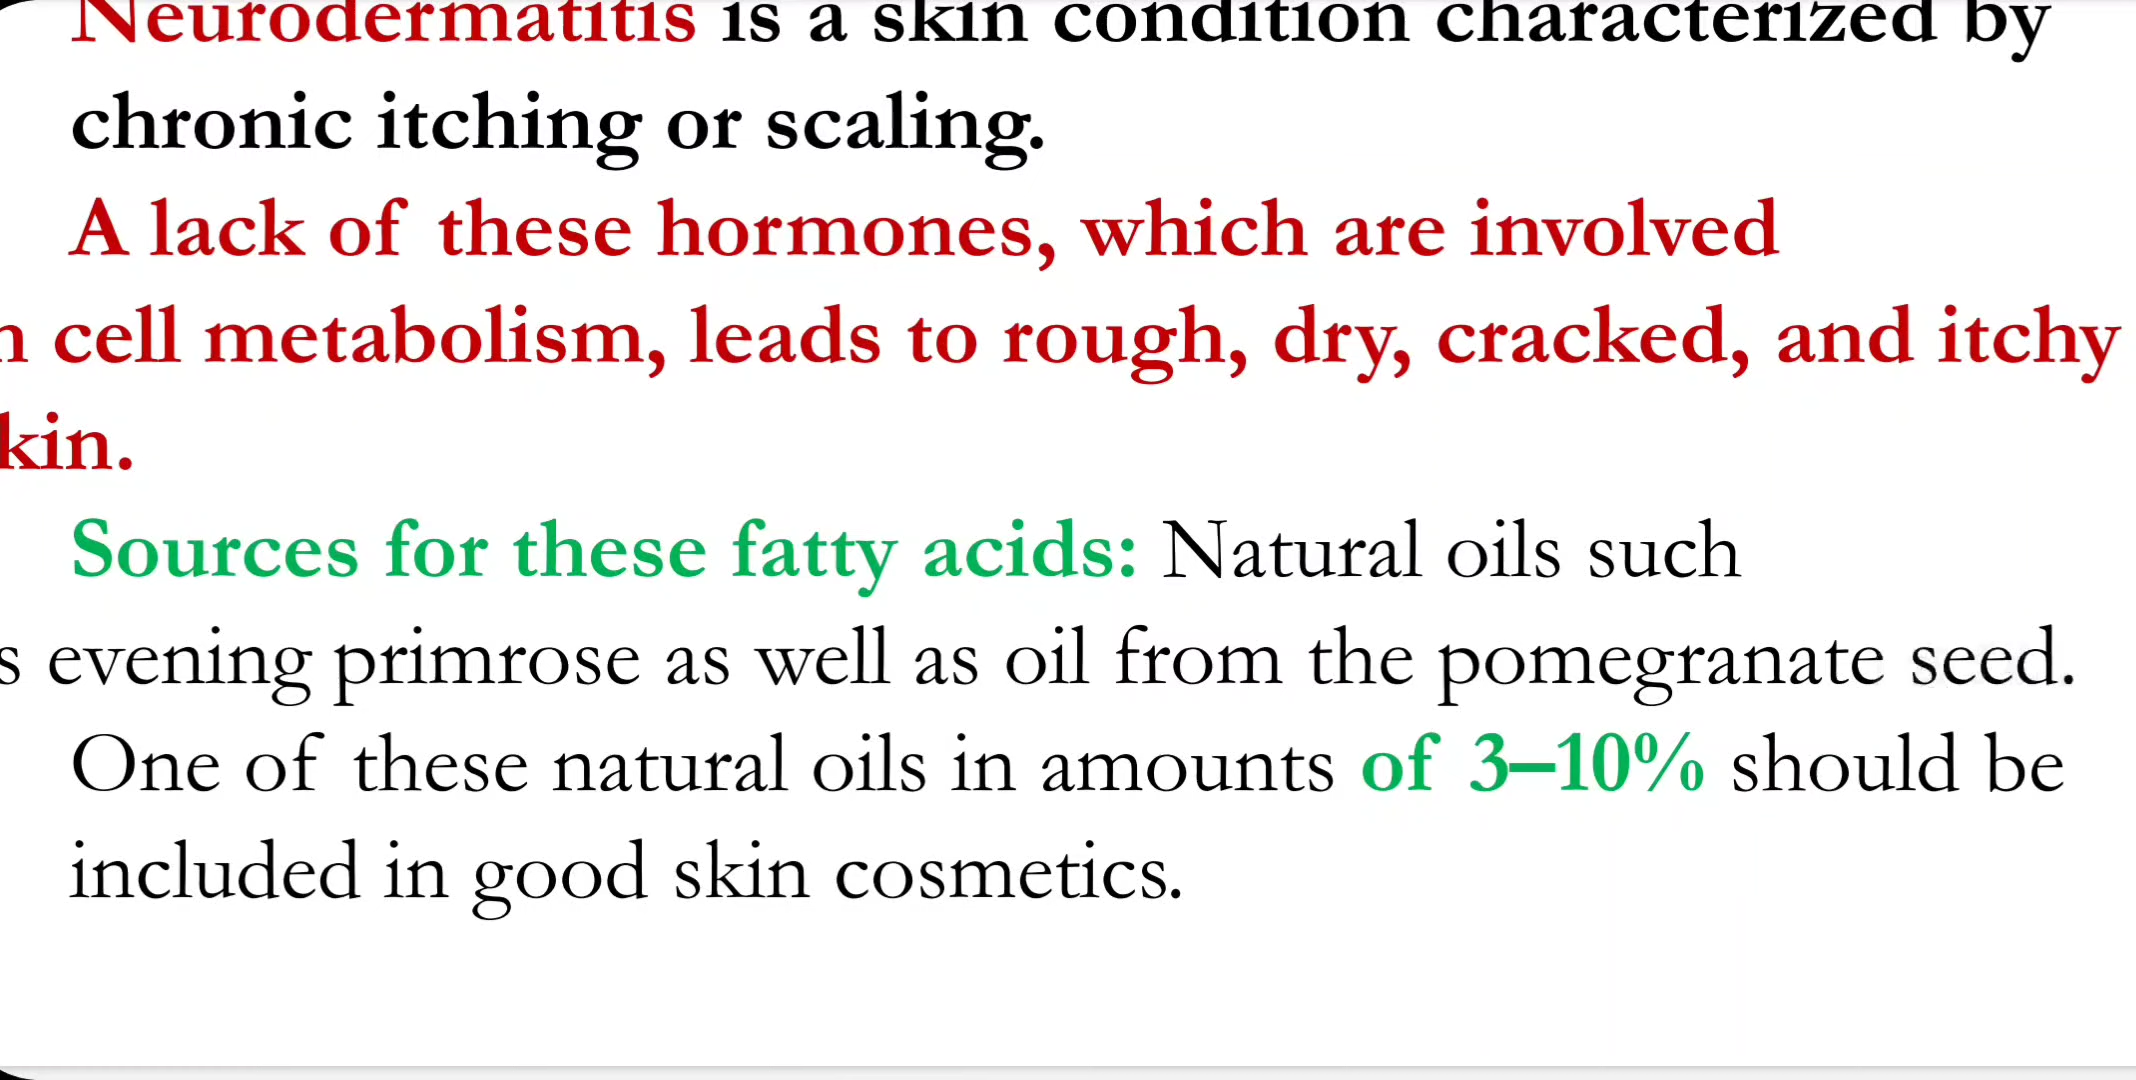 Neurodermatitis is a skin condition characterized by
chronic itching or scaling.
A lack of these hormones, which are involved
n cell metabolism, leads to rough, dry, cracked, and itchy
kin.
Sources for these fatty acids: Natural oils such
s evening primrose as well as oil from the pomegranate seed.
One of these natural oils in amounts of 3–10% should be
included in good skin cosmetics.